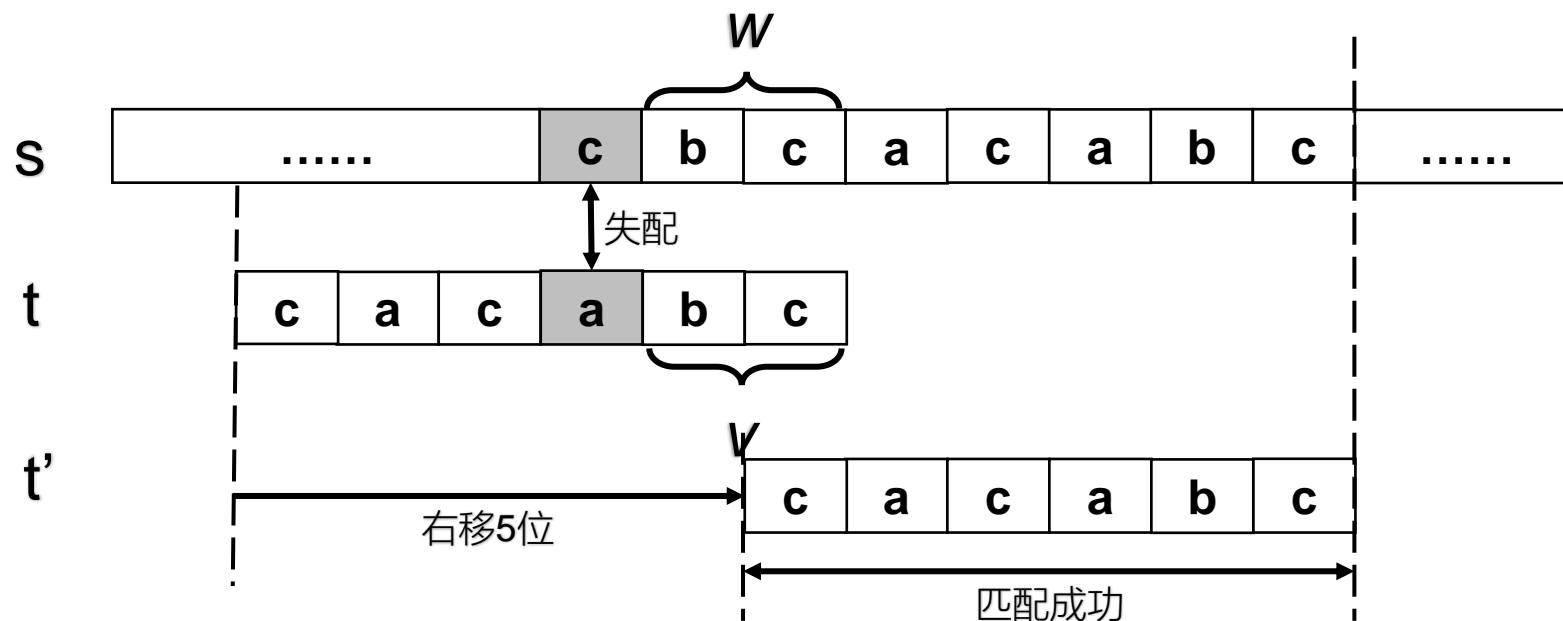 w
s ...... c b c a c a b c ......
失配
t c a c a b c
v
t’ c a c a b c
右移5位
匹配成功